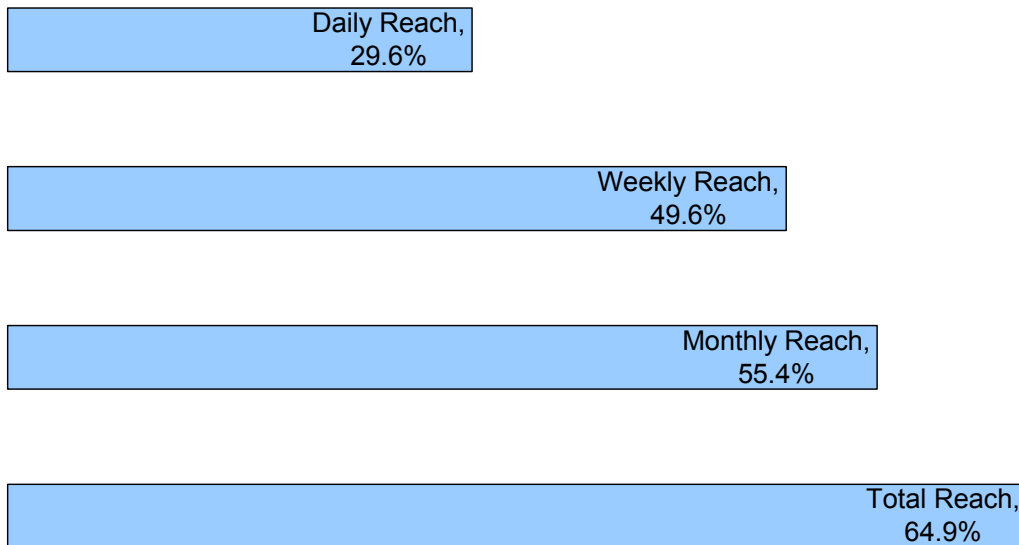 Daily Reach,
29.6%
Weekly Reach,
49.6%
Monthly Reach,
55.4%
Total Reach,
64.9%